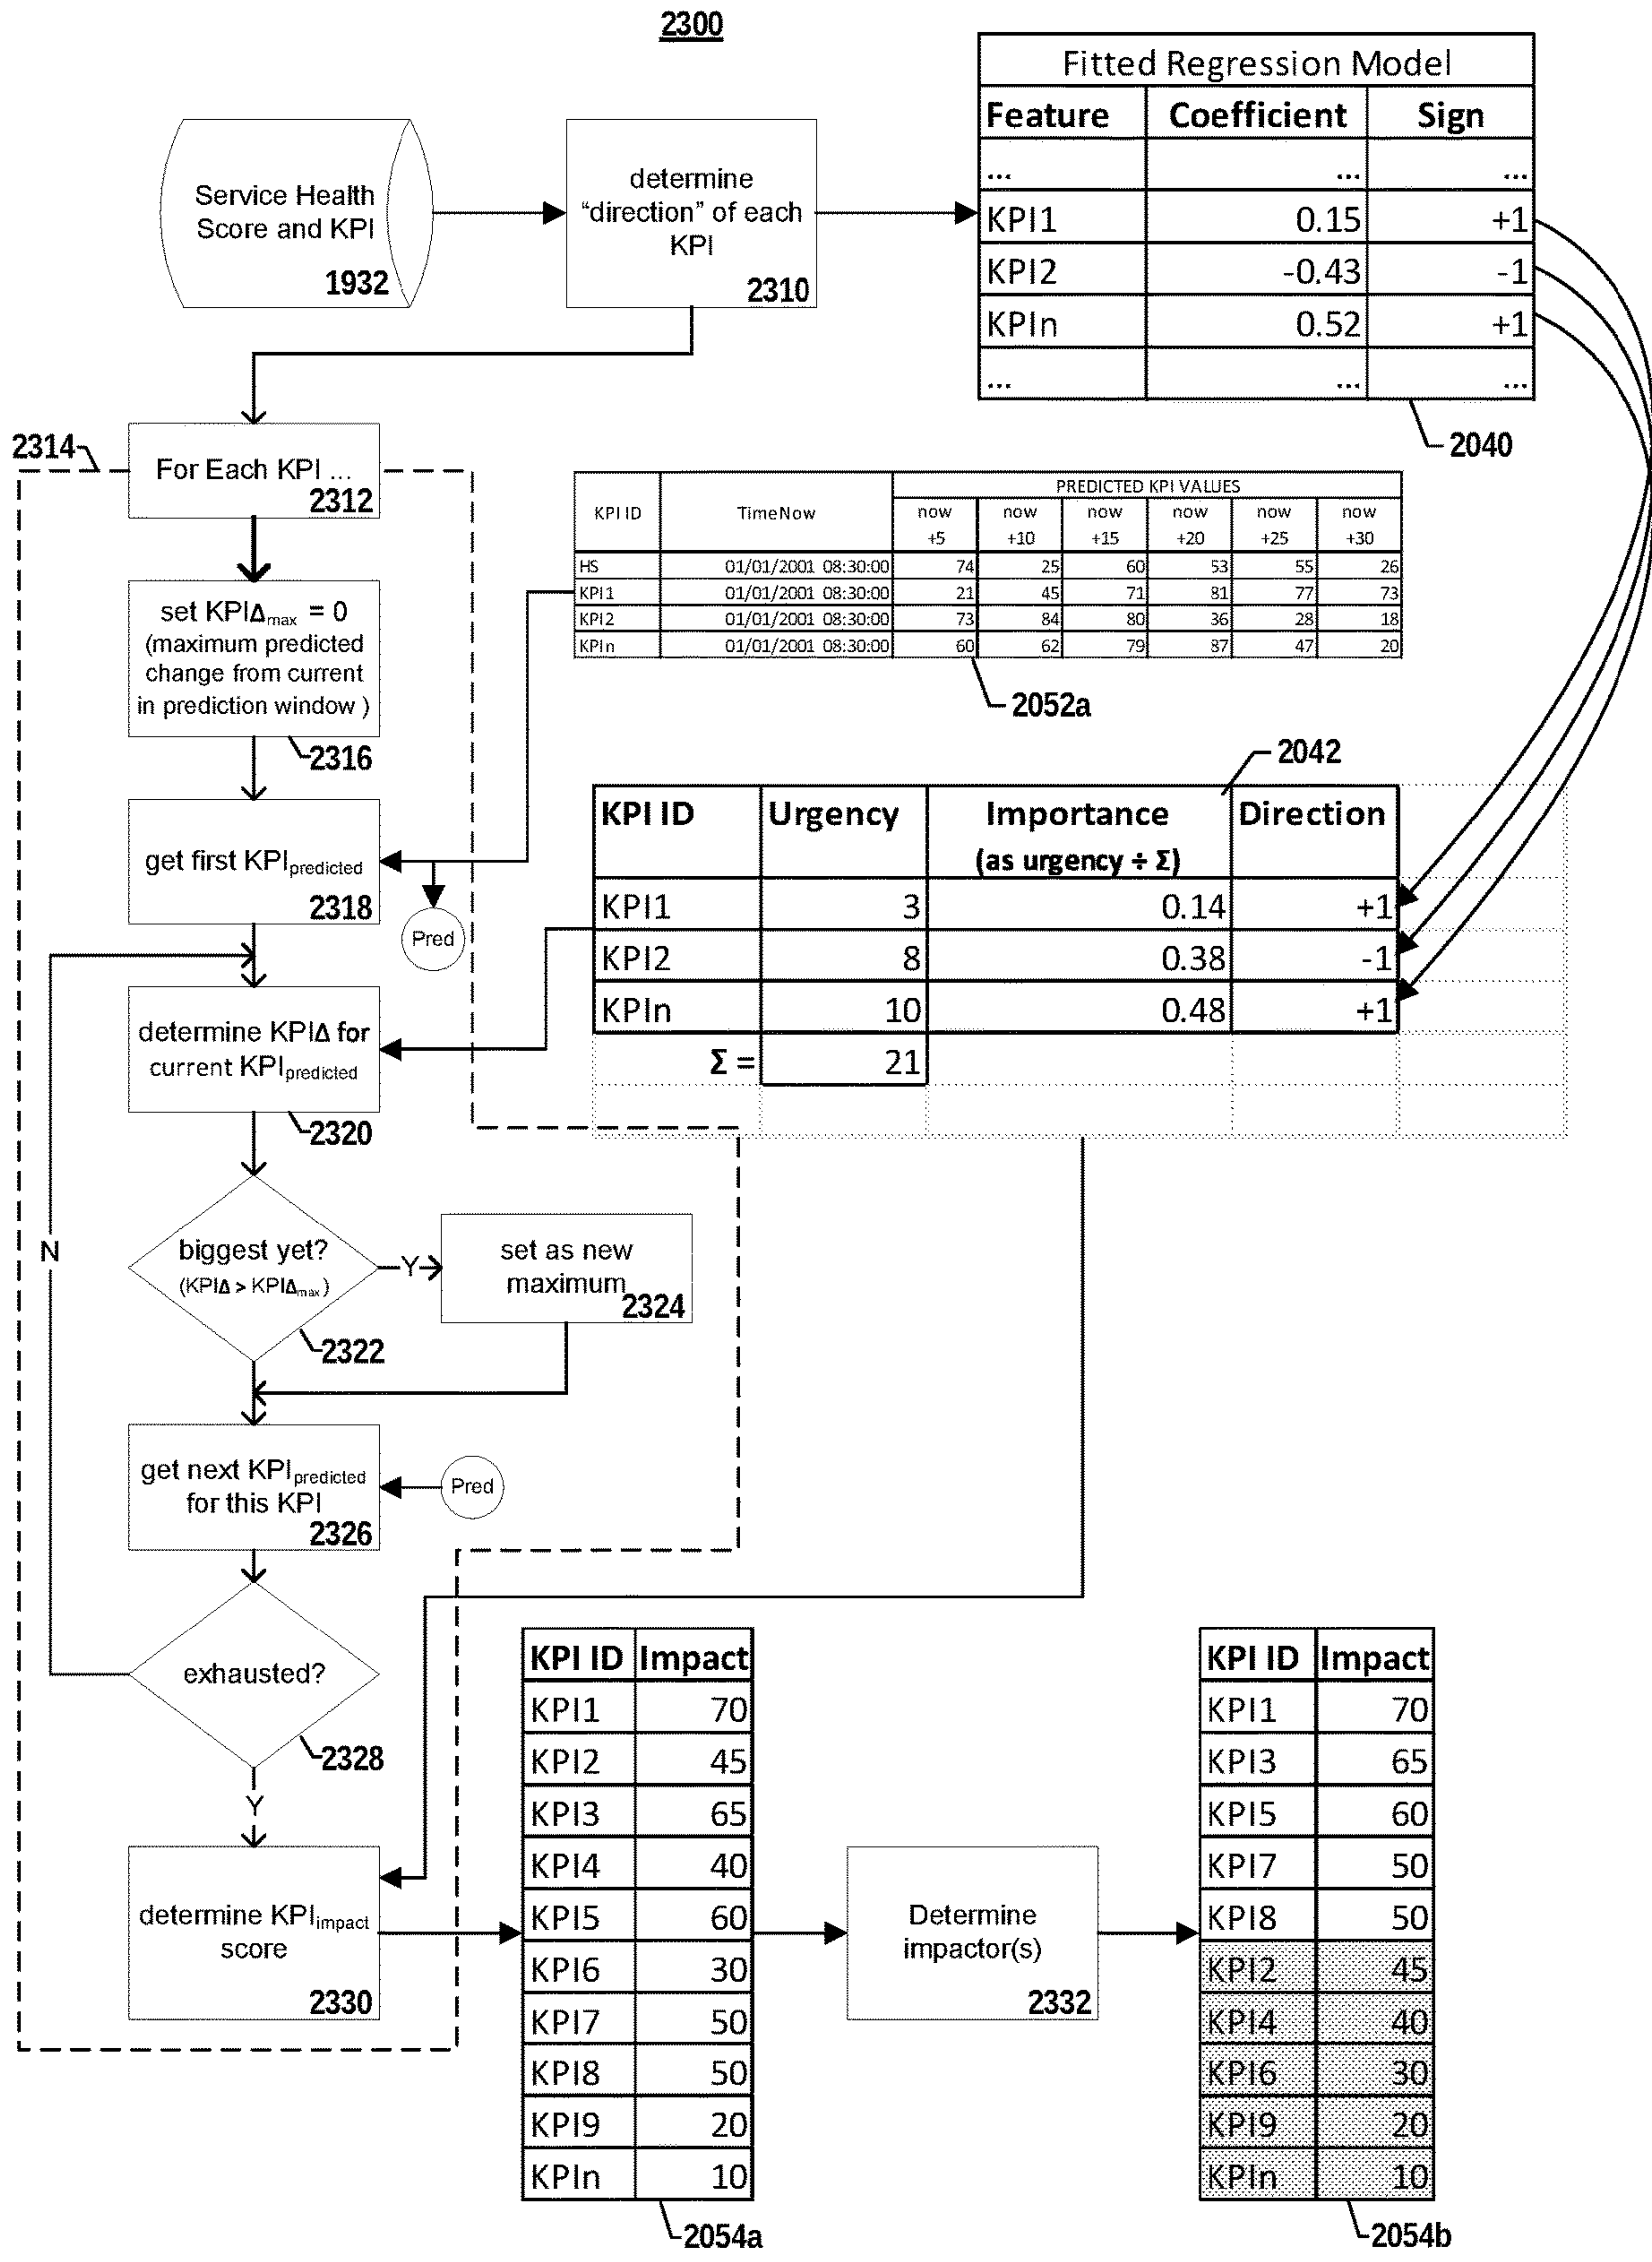 2300
Service Health
Score and KPI
1932
determine
“direction” of each
KPI
2310
Fitted Regression Model
Feature Coefficient Sign
... ... ...
KPI1 0.15 +1
KPI2 -0.43 -1
KPIn 0.52 +1
... ... ...
2040
2314
For Each KPI ...
2312
PREDICTED KPI VALUES
KPI ID TimeNow now now now now now now
+5 +10 +15 +20 +25 +30
HS 01/01/2001 08:30:00 74 25 60 53 55 26
KPI1 01/01/2001 08:30:00 21 45 71 81 77 73
KPI2 01/01/2001 08:30:00 73 84 80 36 28 18
KPIn 01/01/2001 08:30:00 60 62 79 87 47 20
2052a
set KPIΔmax = 0
(maximum predicted
change from current
in prediction window )
2316
get first KPIpredicted
2318
Pred
2042
KPI ID Urgency Importance Direction
(as urgency ÷ Σ)
KPI1 3 0.14 +1
KPI2 8 0.38 -1
KPIn 10 0.48 +1
Σ = 21
determine KPIΔ for
current KPIpredicted
2320
biggest yet?
(KPIΔ > KPIΔmax)
2322
Y
set as new
maximum
2324
N
get next KPIpredicted
for this KPI
2326
Pred
exhausted?
2328
Y
determine KPIimpact
score
2330
KPI ID Impact
KPI1 70
KPI2 45
KPI3 65
KPI4 40
KPI5 60
KPI6 30
KPI7 50
KPI8 50
KPI9 20
KPIn 10
2054a
Determine
impactor(s)
2332
KPI ID Impact
KPI1 70
KPI3 65
KPI5 60
KPI7 50
KPI8 50
KPI2 45
KPI4 40
KPI6 30
KPI9 20
KPIn 10
2054b